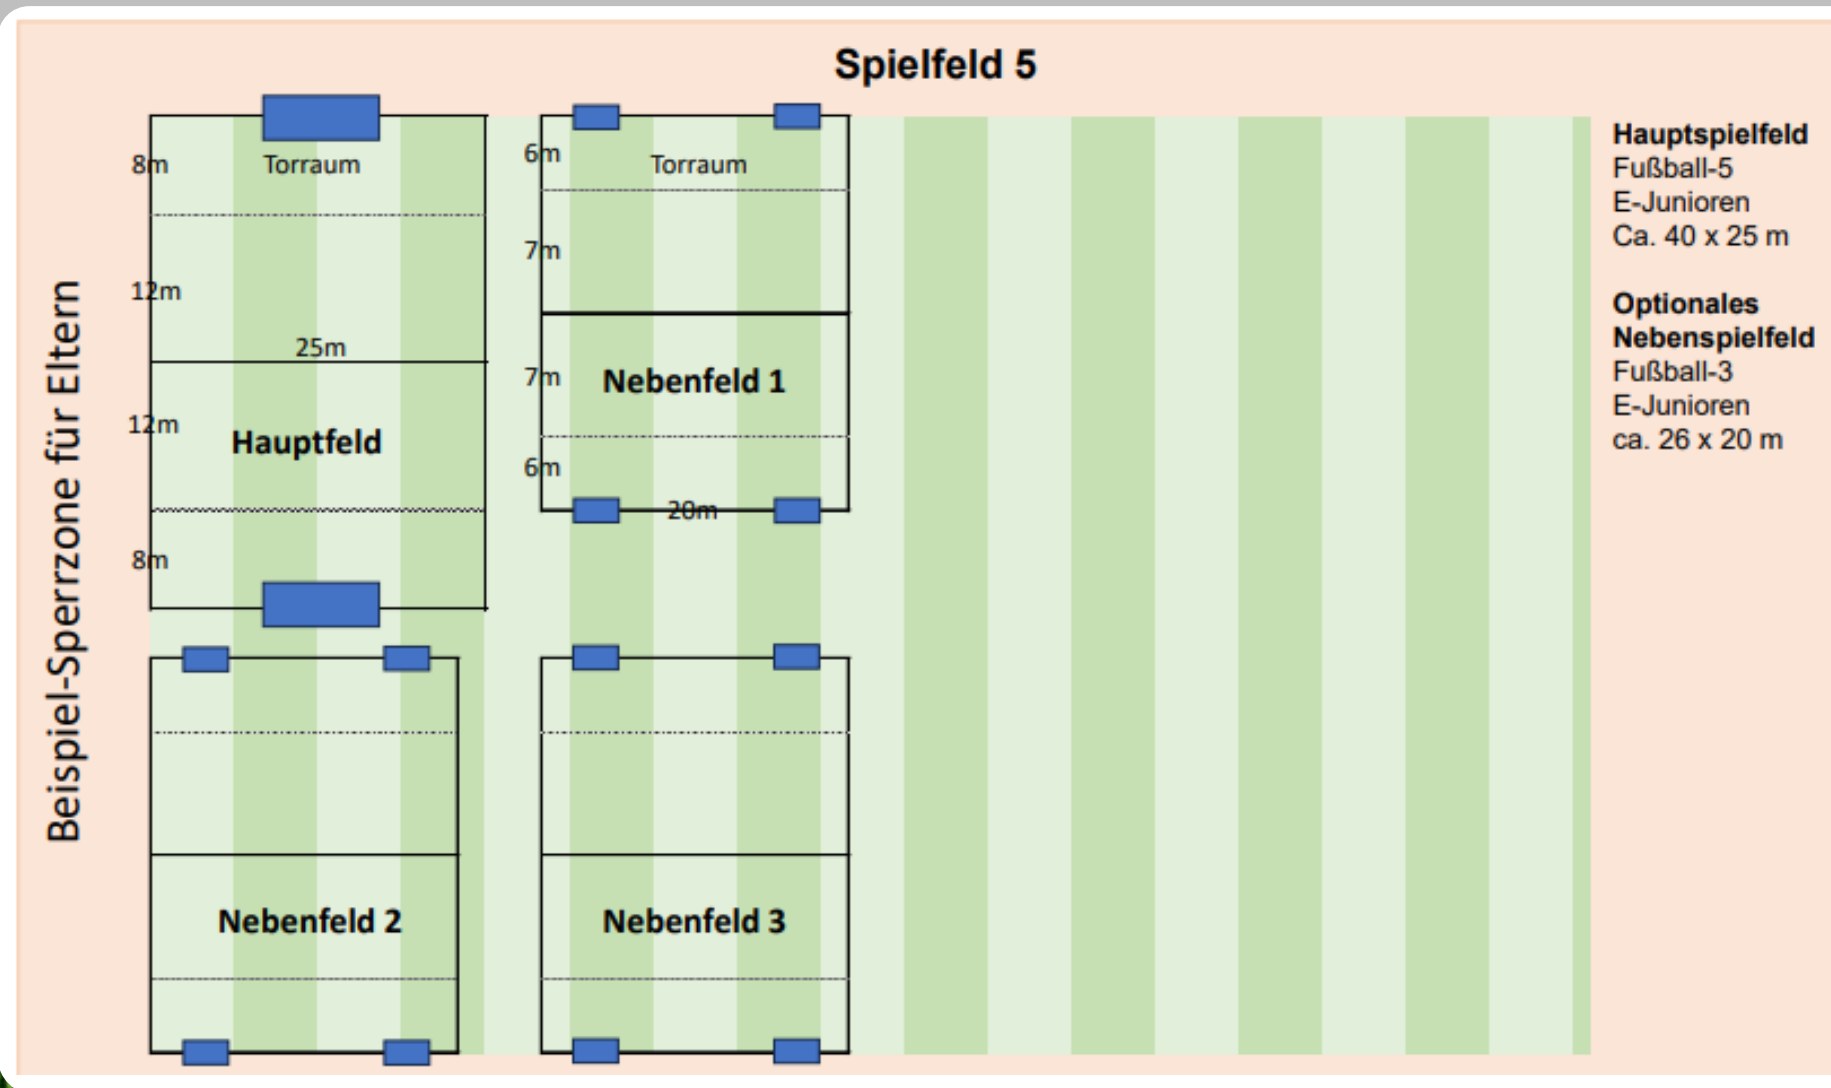 Spielfeld 5
Beispiel-Sperrzone für Eltern
8m
Torraum
12m
25m
12m
Hauptfeld
8m
6m
Torraum
7m
7m
Nebenfeld 1
6m
20m
Nebenfeld 2
Nebenfeld 3
Hauptspielfeld
Fußball-5
E-Junioren
Ca. 40 x 25 m
Optionales
Nebenspielfeld
Fußball-3
E-Junioren
ca. 26 x 20 m